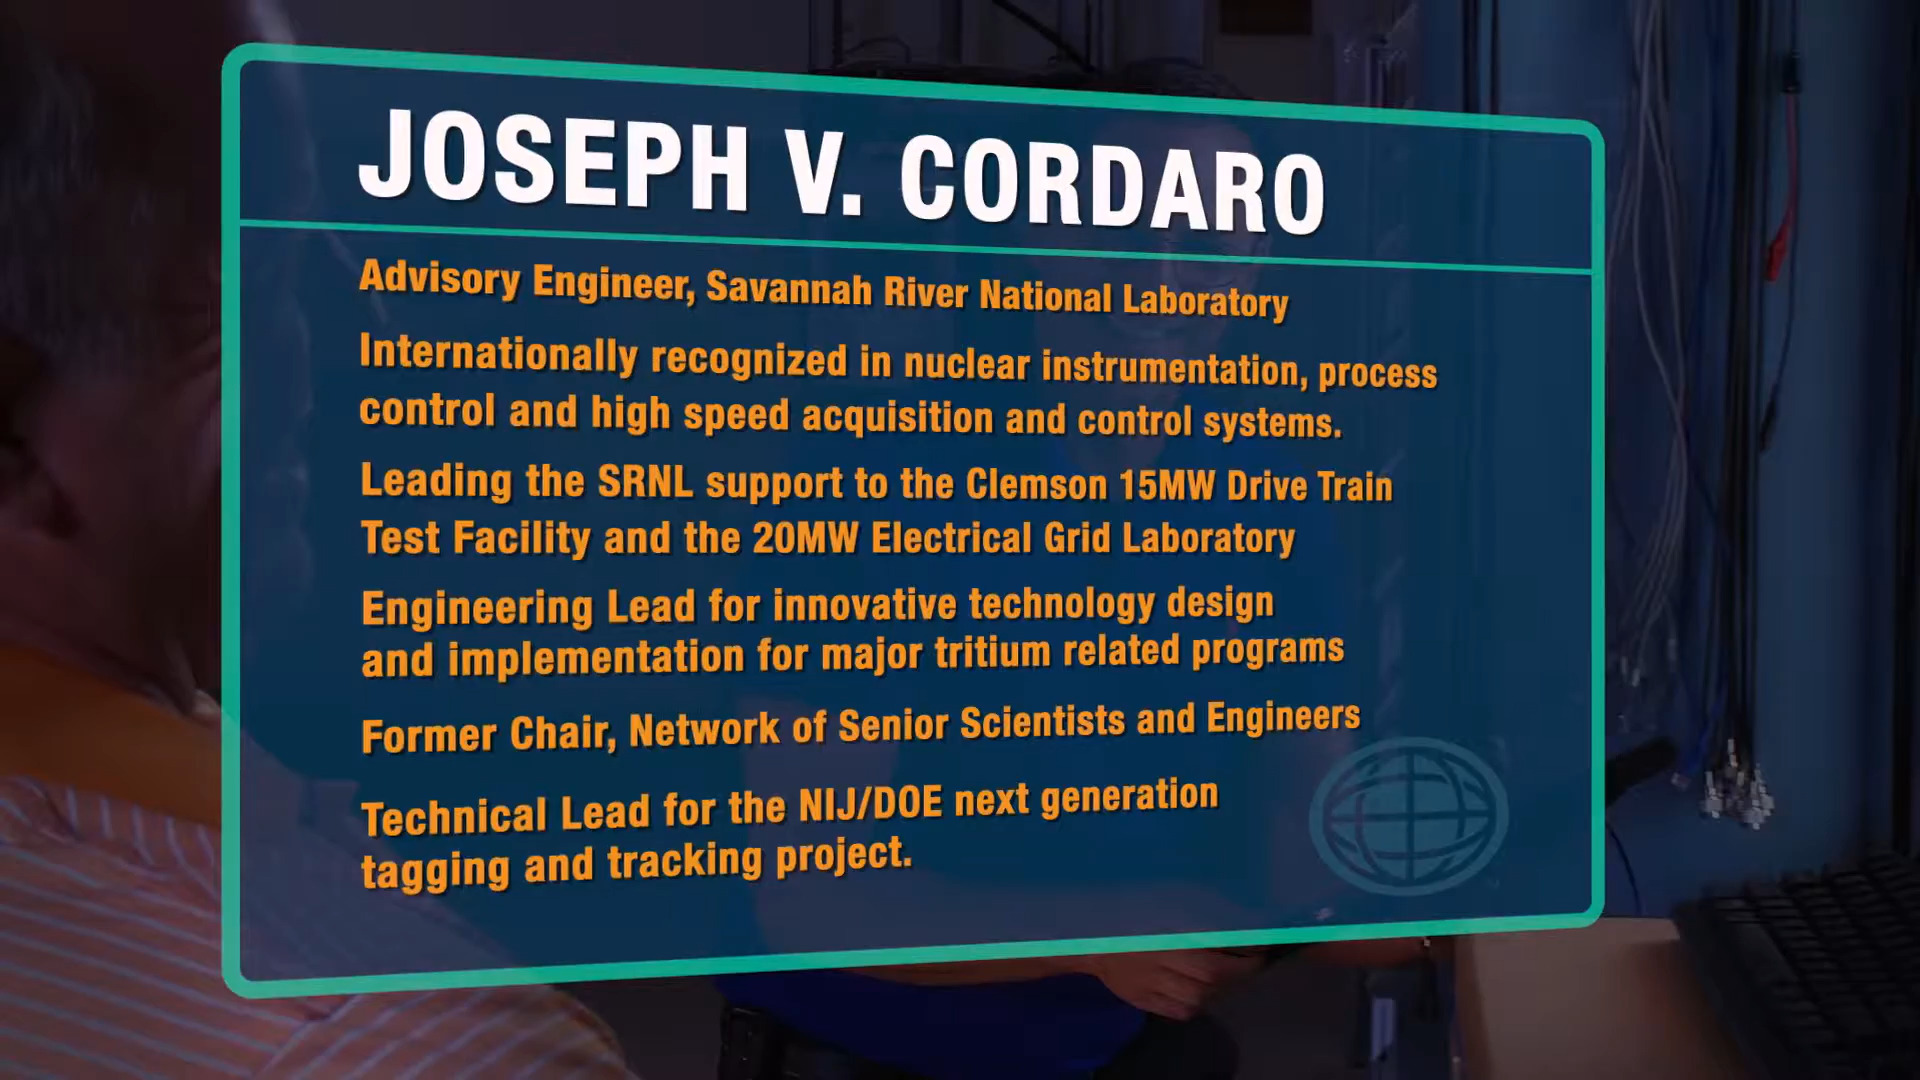 JOSEPH V. CORDARO
Advisory Engineer, Savannah River National Laboratory
Internationally recognized in nuclear instrumentation, process
control and high speed acquisition and control systems.
Leading the SRNL support to the Clemson 15MW Drive Train
Test Facility and the 20MW Electrical Grid Laboratory
Engineering Lead for innovative technology design
and implementation for major tritium related programs
Former Chair, Network of Senior Scientists and Engineers
Technical Lead for the NIJ/DOE next generation
tagging and tracking project.